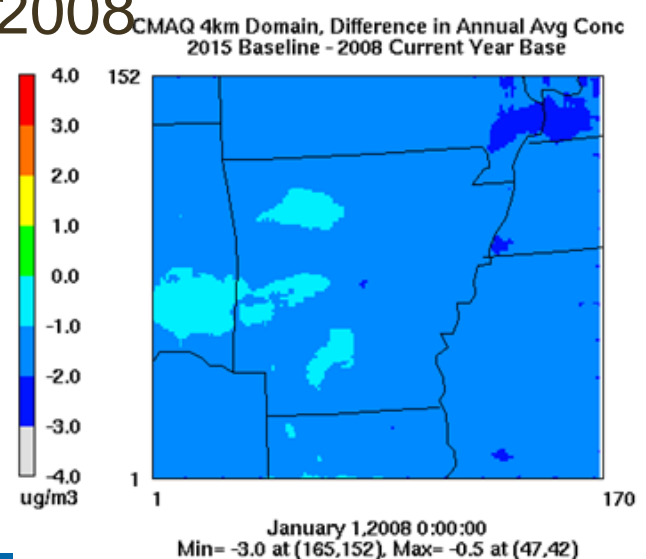 2008
CMAQ 4km Domain, Difference in Annual Avg Conc
2015 Baseline - 2008 Current Year Base
4.0
3.0
2.0
1.0
0.0
-1.0
-2.0
-3.0
-4.0
ug/m3
152
1
1
170
January 1,2008 0:00:00
Min= -3.0 at (165,152), Max= -0.5 at (47,42)